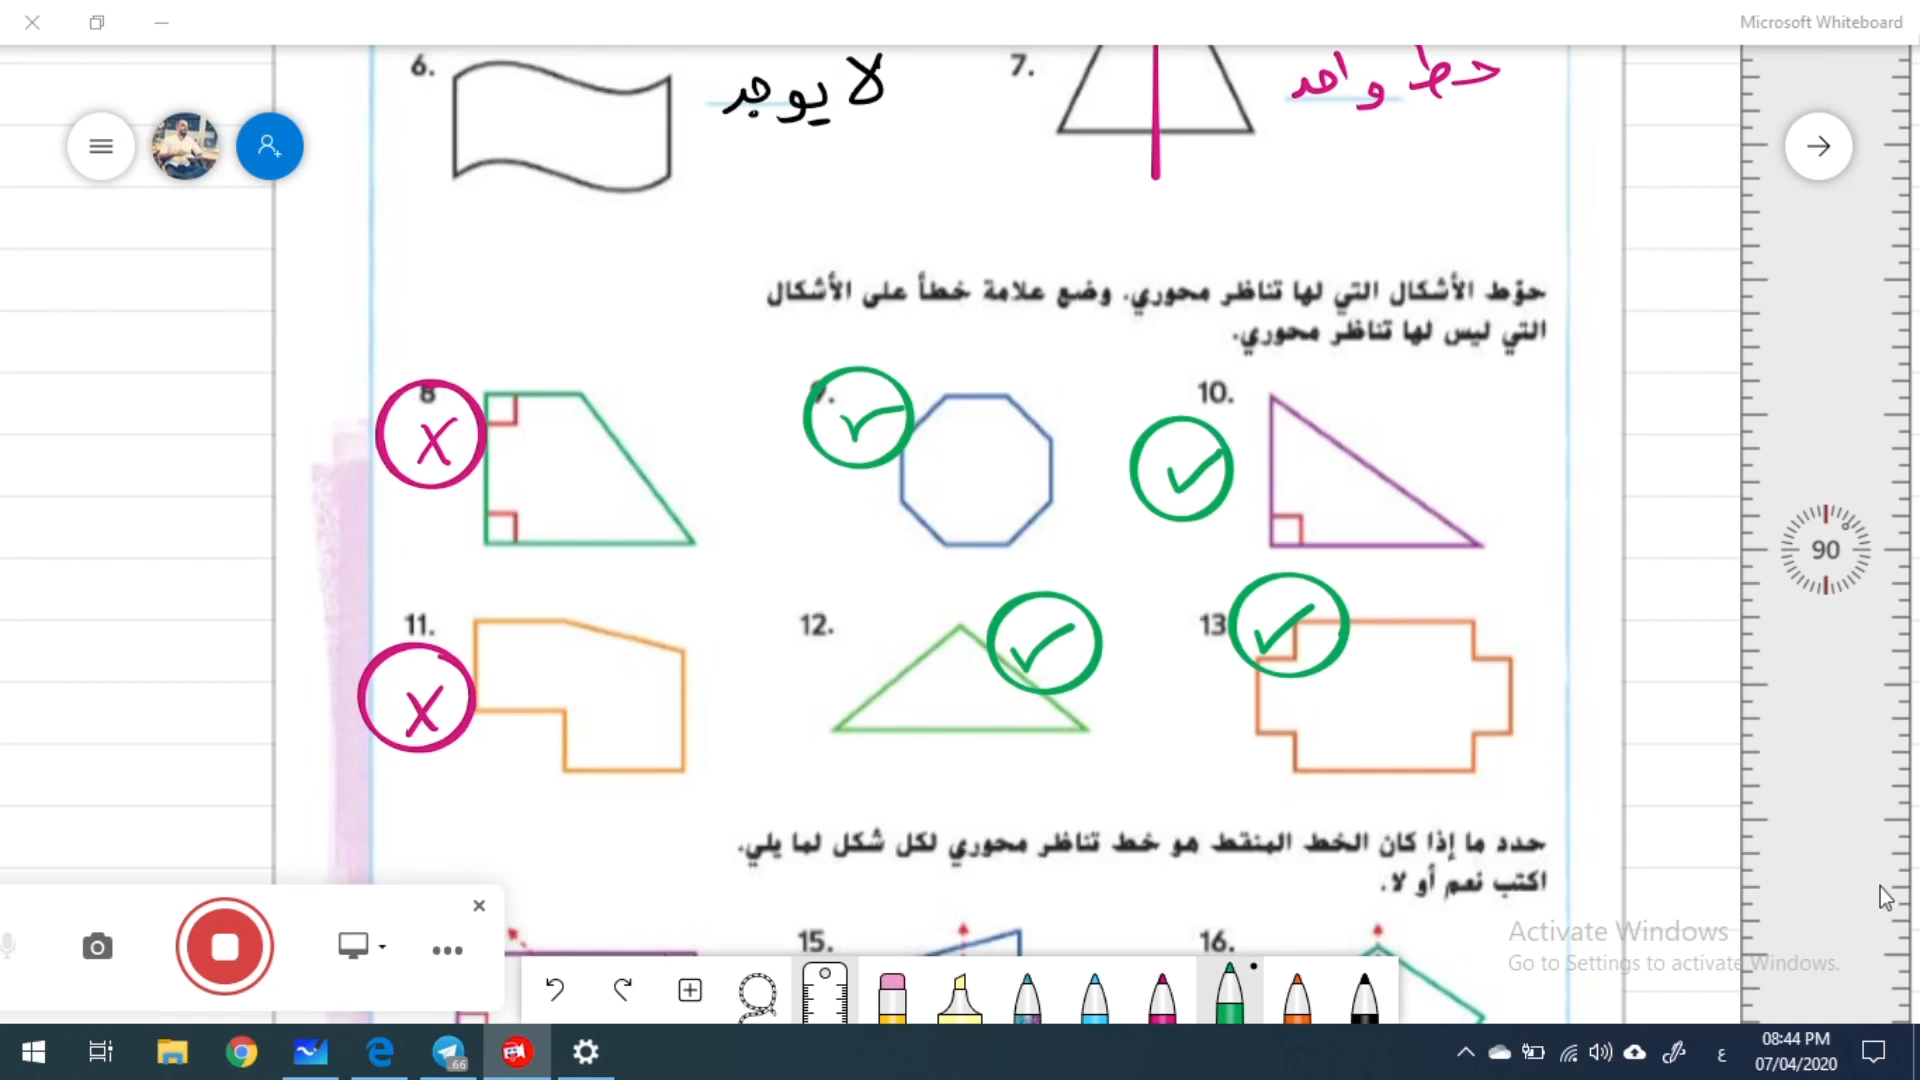 Microsoft Whiteboard
6.
لا يوجد
7.
خط واحد
حوّط الأشكال التي لها تناظر محوري. وضع علامة خطأ على الأشكال
التي ليس لها تناظر محوري.
8
X
9.
10.
11.
X
12.
13
90
حدد ما إذا كان الخط المنقط هو خط تناظر محوري لكل شكل لما يلي.
اكتب نعم أو لا.
15.
16.
Activate Windows
Go to Settings to activate Windows.
66
ع
08:44 PM
07/04/2020